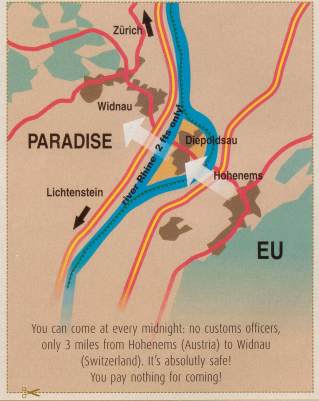 Zürich
Widnau
PARADISE
Diepoldsau
river Rhine 2 fts only!
Hohenems
Lichtenstein
EU
You can come at every midnight: no customs officers,
only 3 miles from Hohenems (Austria) to Widnau
(Switzerland). It's absolutly safe!
You pay nothing for coming!